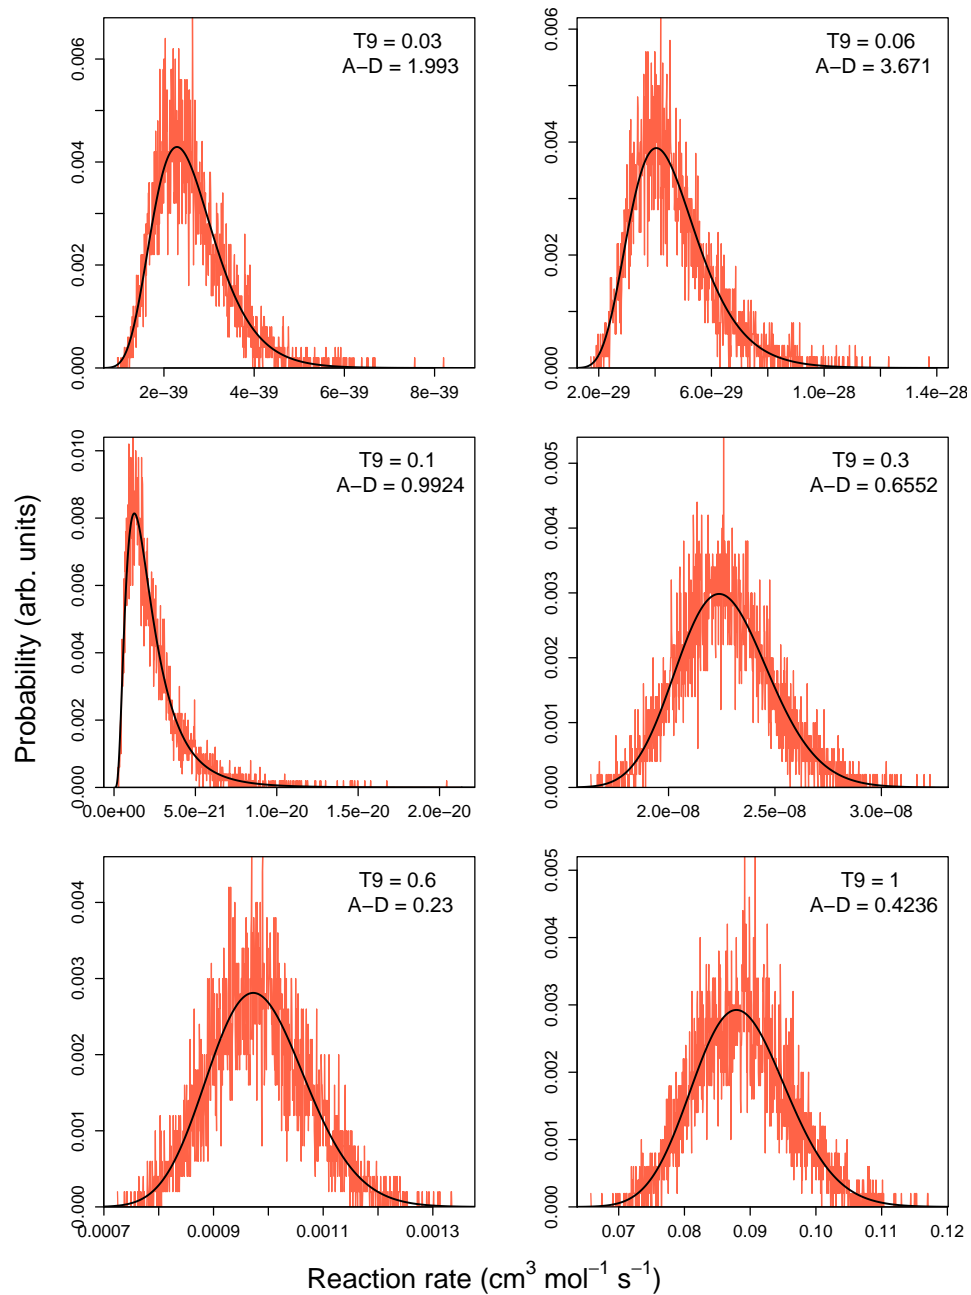 T9 = 0.03
A−D = 1.993
0.000
0.002
0.004
0.006
2e−39
4e−39
6e−39
8e−39
T9 = 0.06
A−D = 3.671
0.000
0.002
0.004
0.006
2.0e−29
6.0e−29
1.0e−28
1.4e−28
T9 = 0.1
A−D = 0.9924
0.000
0.002
0.004
0.006
0.008
0.010
0.0e+00
5.0e−21
1.0e−20
1.5e−20
2.0e−20
T9 = 0.3
A−D = 0.6552
0.000
0.001
0.002
0.003
0.004
0.005
2.0e−08
2.5e−08
3.0e−08
T9 = 0.6
A−D = 0.23
0.000
0.001
0.002
0.003
0.004
0.0007
0.0009
0.0011
0.0013
T9 = 1
A−D = 0.4236
0.000
0.001
0.002
0.003
0.004
0.005
0.07
0.08
0.09
0.10
0.11
0.12
Probability (arb. units)
Reaction rate (cm³ mol⁻¹ s⁻¹)